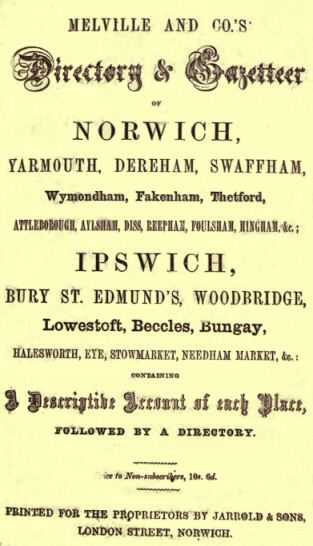 MELVILLE AND CO.'S
Directory & Gazetteer
OF
NORWICH,
YARMOUTH, DEREHAM, SWAFFHAM,
Wymondham, Fakenham, Thetford,
ATTLEBOROUGH, AYLSHAM, DISS, REEPHAM, FOULSHAM, HINGHAM, &c.;
IPSWICH,
BURY ST. EDMUND'S, WOODBRIDGE,
Lowestoft, Beccles, Bungay,
HALESWORTH, EYE, STOWMARKET, NEEDHAM MARKET, &c.:
CONTAINING
A Descriptive Account of each Place,
FOLLOWED BY A DIRECTORY.
ice to Non-subscribers, 10s. 6d.
PRINTED FOR THE PROPRIETORS BY JARROLD & SONS,
LONDON STREET, NORWICH.